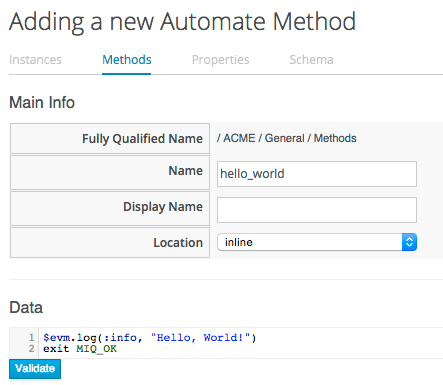 Adding a new Automate Method
Instances Methods Properties Schema
Main Info
Fully Qualified Name / ACME / General / Methods
Name hello_world
Display Name
Location inline
Data
1 $evm.log(:info, "Hello, World!")
2 exit MIQ_OK
Validate